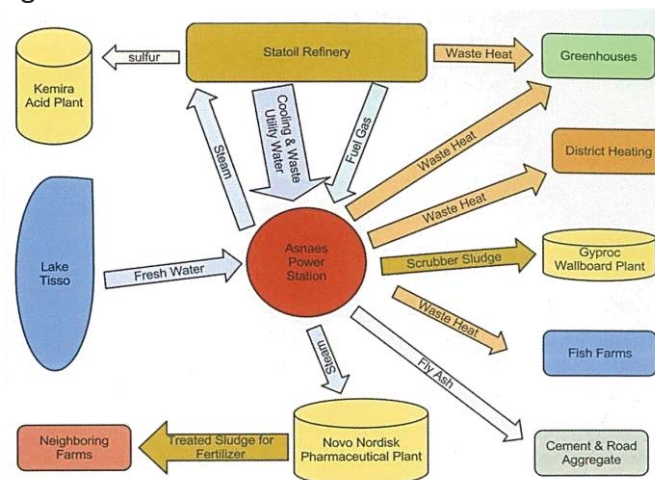 sulfur
Statoil Refinery
Waste Heat
Greenhouses
Kemira
Acid Plant
Steam
Cooling & Waste
Utility Water
Fuel Gas
Waste Heat
District Heating
Waste Heat
Lake
Tisso
Fresh Water
Asnaes
Power
Station
Scrubber Sludge
Gyproc
Wallboard Plant
Waste Heat
Fish Farms
Steam
Fly Ash
Neighboring
Farms
Treated Sludge for
Fertilizer
Novo Nordisk
Pharmaceutical Plant
Cement & Road
Aggregate